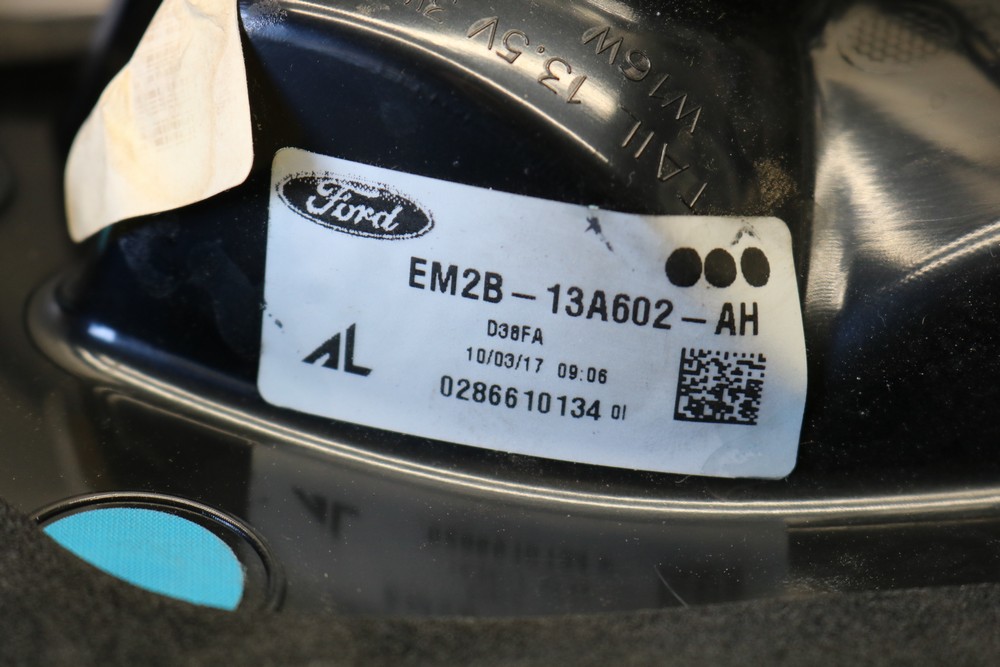 13.5V
W16W
TAIL
Ford
EM2B-13A602-AH
D38FA
10/03/17 09:06
0286610134 01
AL